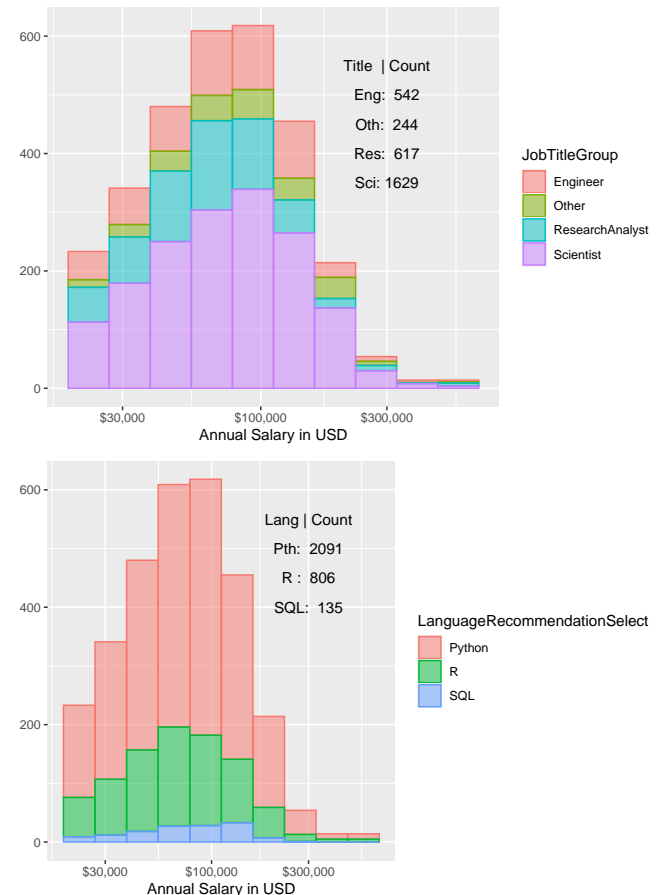 600
400
200
0
$30,000
$100,000
$300,000
Annual Salary in USD
Title | Count
Eng: 542
Oth: 244
Res: 617
Sci: 1629
JobTitleGroup
Engineer
Other
ResearchAnalyst
Scientist
600
400
200
0
$30,000
$100,000
$300,000
Annual Salary in USD
Lang | Count
Pth: 2091
R : 806
SQL: 135
LanguageRecommendationSelect
Python
R
SQL